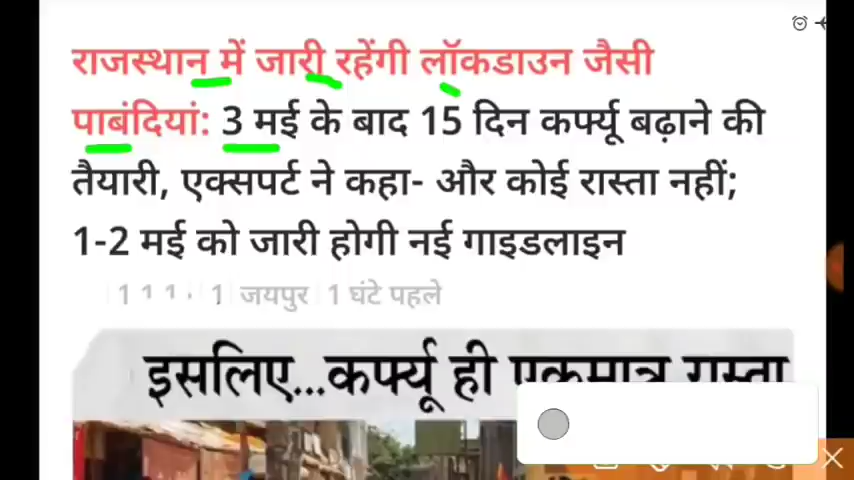 राजस्थान में जारी रहेंगी लॉकडाउन जैसी
पाबंदियां: 3 मई के बाद 15 दिन कर्फ्यू बढ़ाने की
तैयारी, एक्सपर्ट ने कहा- और कोई रास्ता नहीं;
1-2 मई को जारी होगी नई गाइडलाइन
जयपुर 1 घंटे पहले
इसलिए...कर्फ्यू ही एकमात्र रास्ता